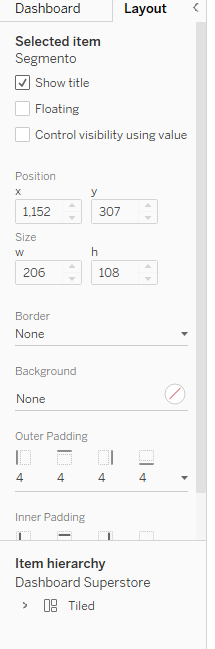 Dashboard Layout
Selected item
Segmento
Show title
Floating
Control visibility using value
Position
x y
1,152 307
Size
w h
206 108
Border
None
Background
None
Outer Padding
4 4 4 4
Inner Padding
Item hierarchy
Dashboard Superstore
Tiled